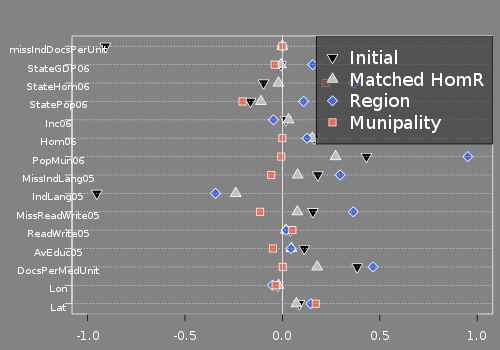 missIndDocsPerUnit
StateGDP06
StateHom06
StatePop06
Inc06
Hom06
PopMun06
MissIndLang05
IndLang05
MissReadWrite05
ReadWrite05
AvEduc05
DocsPerMedUnit
Lon
Lat
Initial
Matched HomR
Region
Munipality
-1.0 -0.5 0.0 0.5 1.0